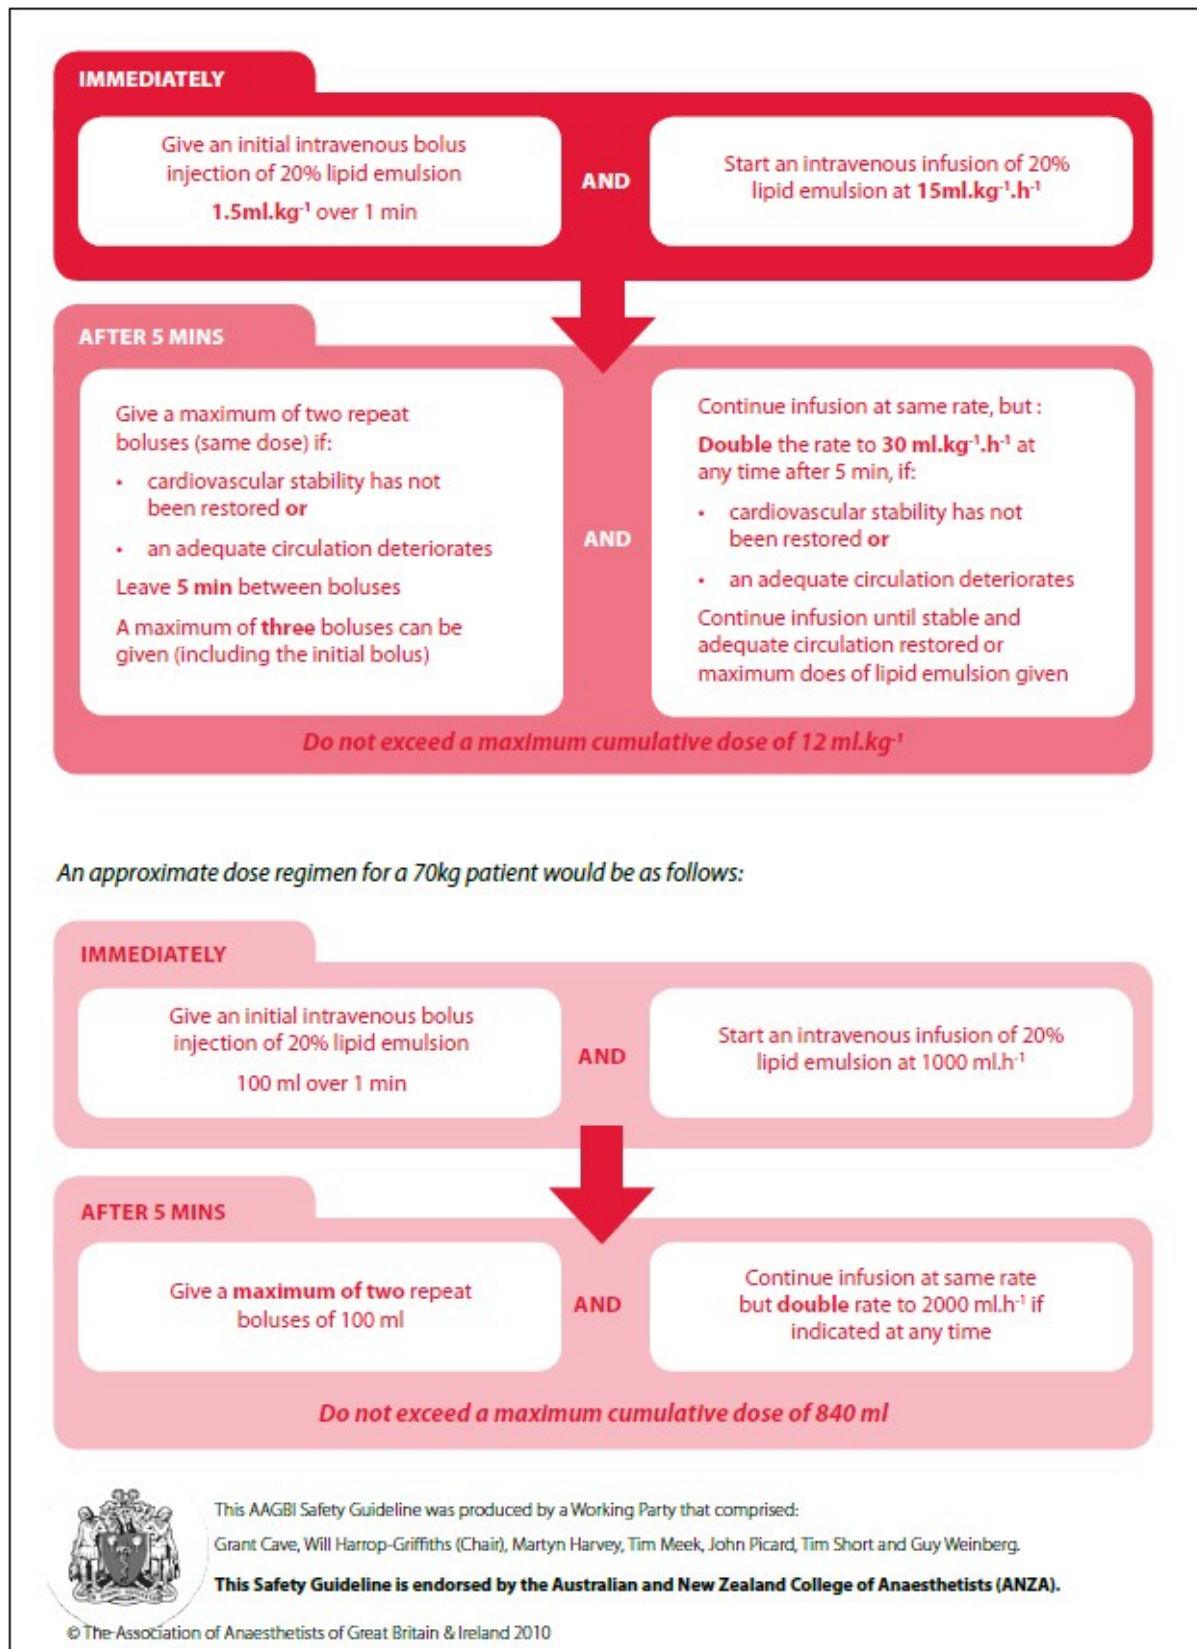 IMMEDIATELY
Give an initial intravenous bolus
injection of 20% lipid emulsion
1.5ml.kg⁻¹ over 1 min
AND
Start an intravenous infusion of 20%
lipid emulsion at 15ml.kg⁻¹.h⁻¹
AFTER 5 MINS
Give a maximum of two repeat
boluses (same dose) if:
• cardiovascular stability has not
been restored or
• an adequate circulation deteriorates
Leave 5 min between boluses
A maximum of three boluses can be
given (including the initial bolus)
AND
Continue infusion at same rate, but :
Double the rate to 30 ml.kg⁻¹.h⁻¹ at
any time after 5 min, if:
• cardiovascular stability has not
been restored or
• an adequate circulation deteriorates
Continue infusion until stable and
adequate circulation restored or
maximum does of lipid emulsion given
Do not exceed a maximum cumulative dose of 12 ml.kg⁻¹
An approximate dose regimen for a 70kg patient would be as follows:
IMMEDIATELY
Give an initial intravenous bolus
injection of 20% lipid emulsion
100 ml over 1 min
AND
Start an intravenous infusion of 20%
lipid emulsion at 1000 ml.h⁻¹
AFTER 5 MINS
Give a maximum of two repeat
boluses of 100 ml
AND
Continue infusion at same rate
but double rate to 2000 ml.h⁻¹ if
indicated at any time
Do not exceed a maximum cumulative dose of 840 ml
This AAGBI Safety Guideline was produced by a Working Party that comprised:
Grant Cave, Will Harrop-Griffiths (Chair), Martyn Harvey, Tim Meek, John Picard, Tim Short and Guy Weinberg.
This Safety Guideline is endorsed by the Australian and New Zealand College of Anaesthetists (ANZA).
© The Association of Anaesthetists of Great Britain & Ireland 2010